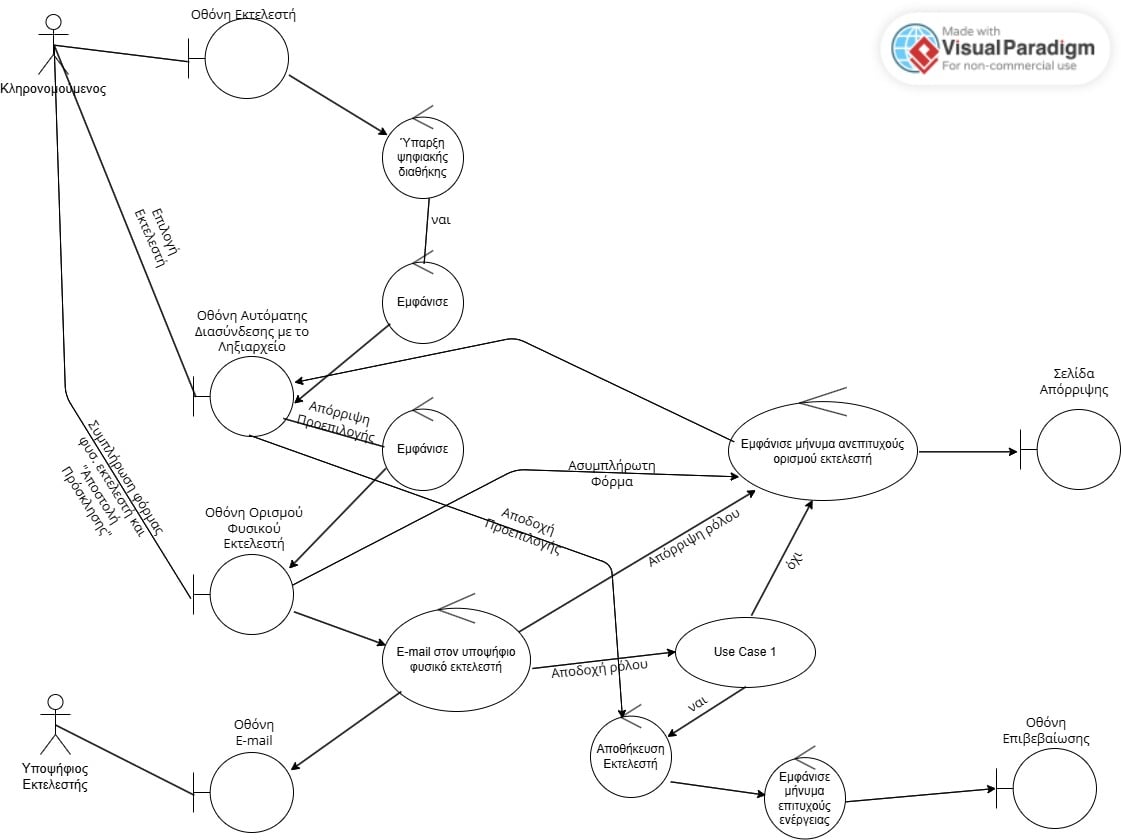 Οθόνη Εκτελεστή
Made with
Visual Paradigm
For non-commercial use
Κληρονομούμενος
Ύπαρξη
ψηφιακής
διαθήκης
ναι
Επιλογή
Εκτελεστή
Εμφάνισε
Οθόνη Αυτόματης
Διασύνδεσης με το
Ληξιαρχείο
Σελίδα
Απόρριψης
Απόρριψη
Προεπιλογής
Εμφάνισε
Εμφάνισε μήνυμα ανεπιτυχούς
ορισμού εκτελεστή
Ασυμπλήρωτη
Φόρμα
Συμπλήρωση φόρμας
φυσ. εκτελεστή και
"Αποστολή
Πρόσκλησης"
Οθόνη Ορισμού
Φυσικού
Εκτελεστή
Αποδοχή
Προεπιλογής
Απόρριψη ρόλου
όχι
E-mail στον υποψήφιο
φυσικό εκτελεστή
Αποδοχή ρόλου
Use Case 1
ναι
Οθόνη
E-mail
Υποψήφιος
Εκτελεστής
Αποθήκευση
Εκτελεστή
Εμφάνισε
μήνυμα
επιτυχούς
ενέργειας
Οθόνη
Επιβεβαίωσης